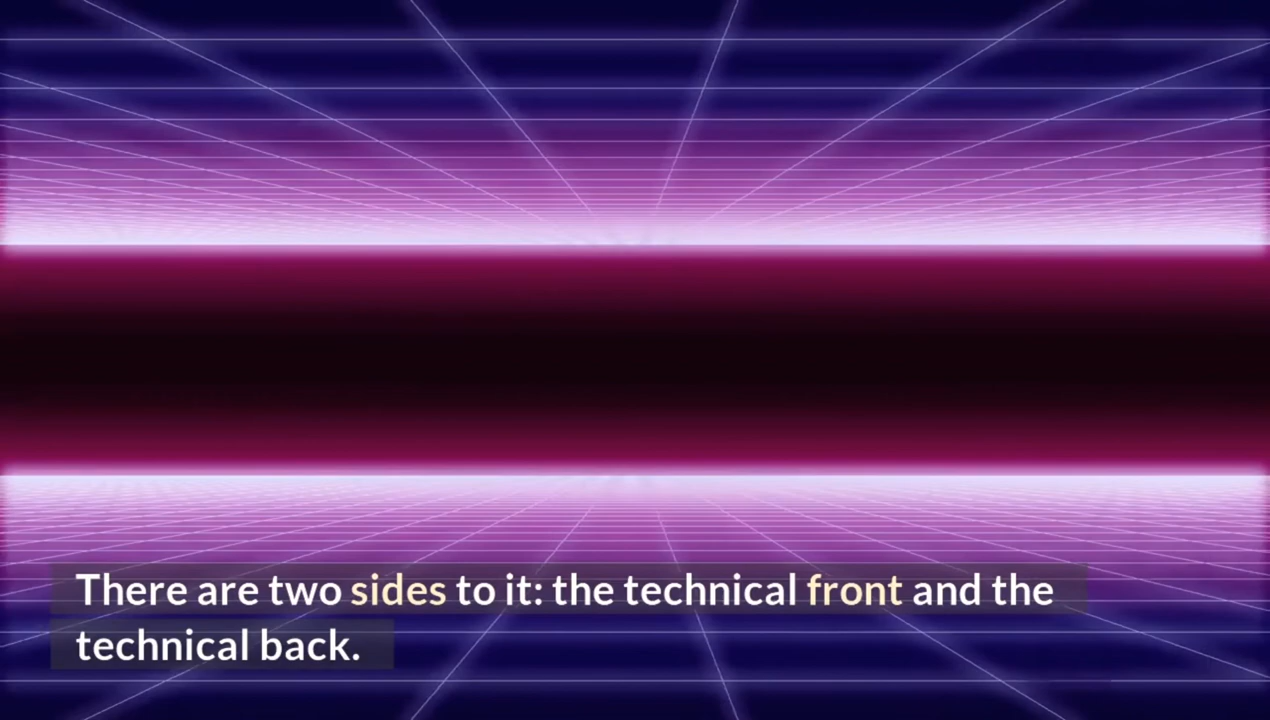 There are two sides to it: the technical front and the
technical back.